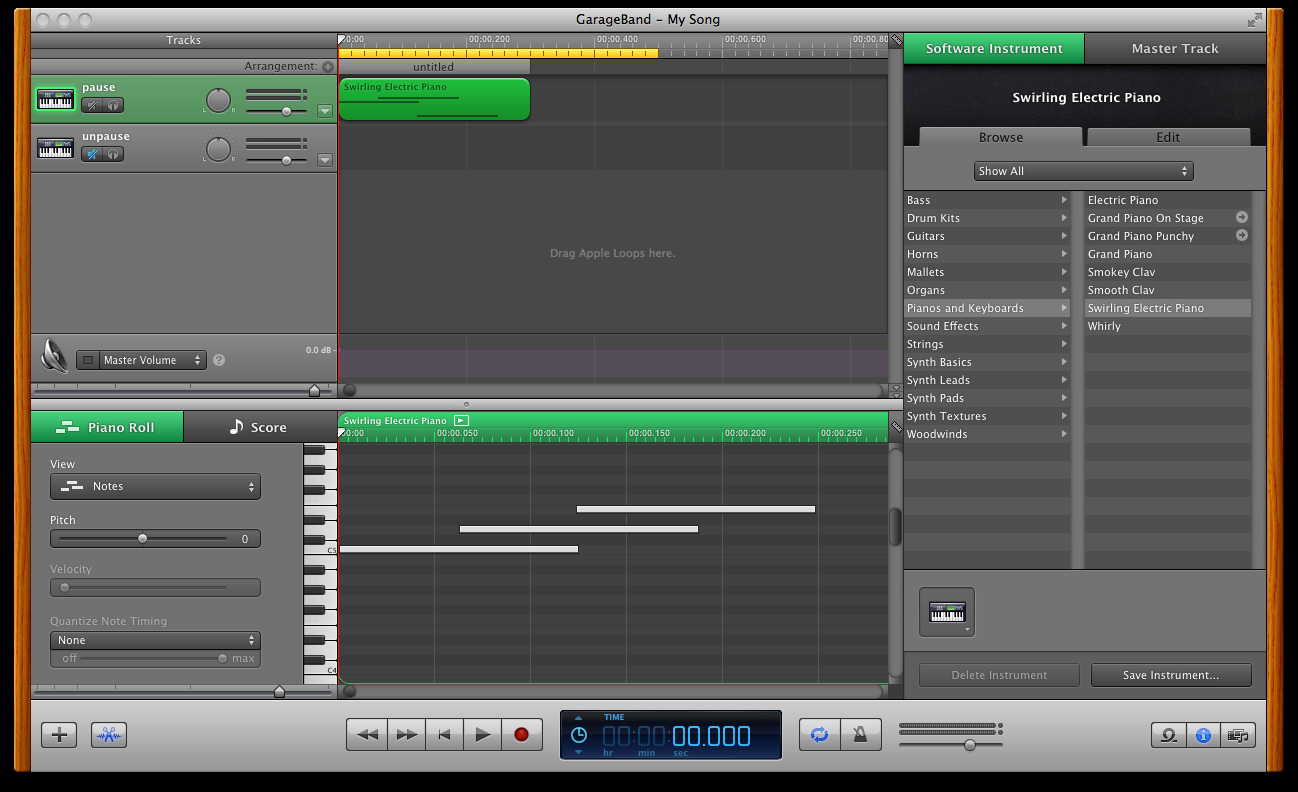 GarageBand – My Song
Tracks
0:00 00:00.200 00:00.400 00:00.600 00:00.80
Arrangement:
untitled
pause
L R
Swirling Electric Piano
unpause
L R
Drag Apple Loops here.
Master Volume
?
0.0 dB
Software Instrument
Master Track
Swirling Electric Piano
Browse
Edit
Show All
Bass
Drum Kits
Guitars
Horns
Mallets
Organs
Pianos and Keyboards
Sound Effects
Strings
Synth Basics
Synth Leads
Synth Pads
Synth Textures
Woodwinds
Electric Piano
Grand Piano On Stage
Grand Piano Punchy
Grand Piano
Smokey Clav
Smooth Clav
Swirling Electric Piano
Whirly
Delete Instrument
Save Instrument...
Piano Roll
Score
Swirling Electric Piano
0:00 00:00.050 00:00.100 00:00.150 00:00.200 00:00.250
View
Notes
Pitch
0
Velocity
Quantize Note Timing
None
off max
C5
C4
TIME
00:00:00.000
hr min sec